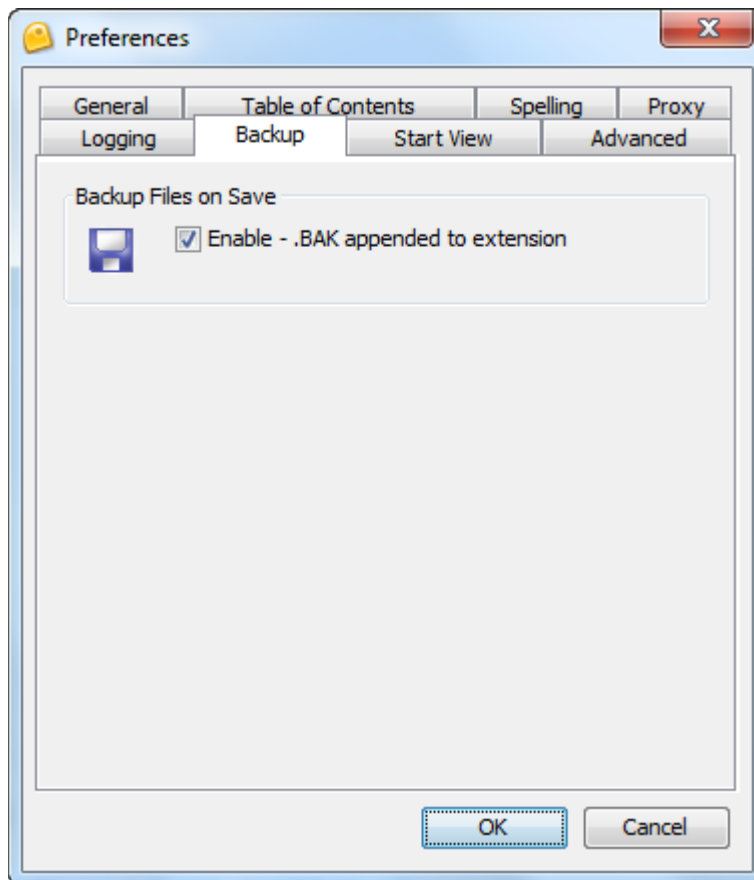 Preferences
General Table of Contents Spelling Proxy
Logging Backup Start View Advanced
Backup Files on Save
Enable - .BAK appended to extension
OK Cancel